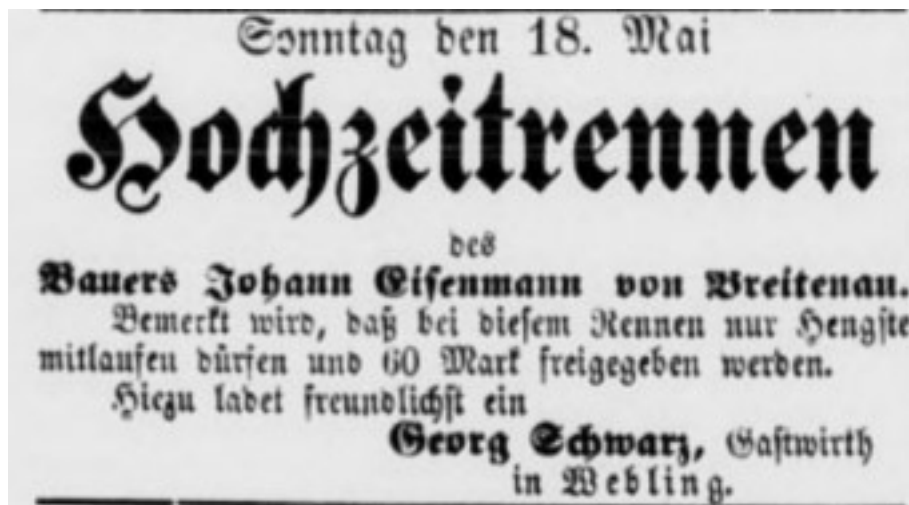 Sonntag den 18. Mai
Hochzeitrennen
des
Bauers Johann Eisenmann von Breitenau.
Bemerkt wird, daß bei diesem Rennen nur Hengste
mitlaufen dürfen und 60 Mark freigegeben werden.
Hiezu ladet freundlichst ein
Georg Schwarz, Gastwirth
in Webling.